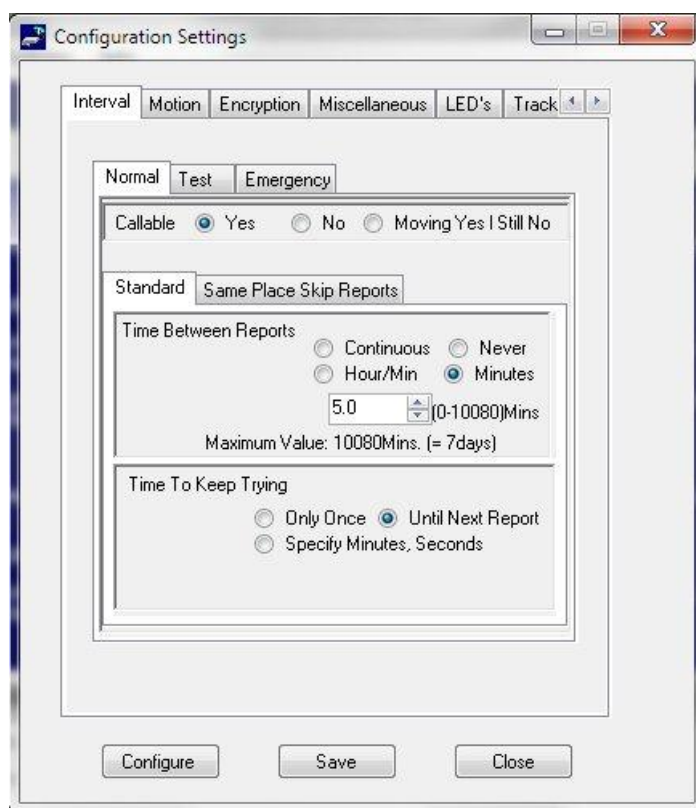 Configuration Settings
Interval Motion Encryption Miscellaneous LED's Track
Normal Test Emergency
Callable Yes No Moving Yes I Still No
Standard Same Place Skip Reports
Time Between Reports
Continuous Never
Hour/Min Minutes
5.0 (0-10080)Mins
Maximum Value: 10080Mins. (= 7days)
Time To Keep Trying
Only Once Until Next Report
Specify Minutes, Seconds
Configure Save Close